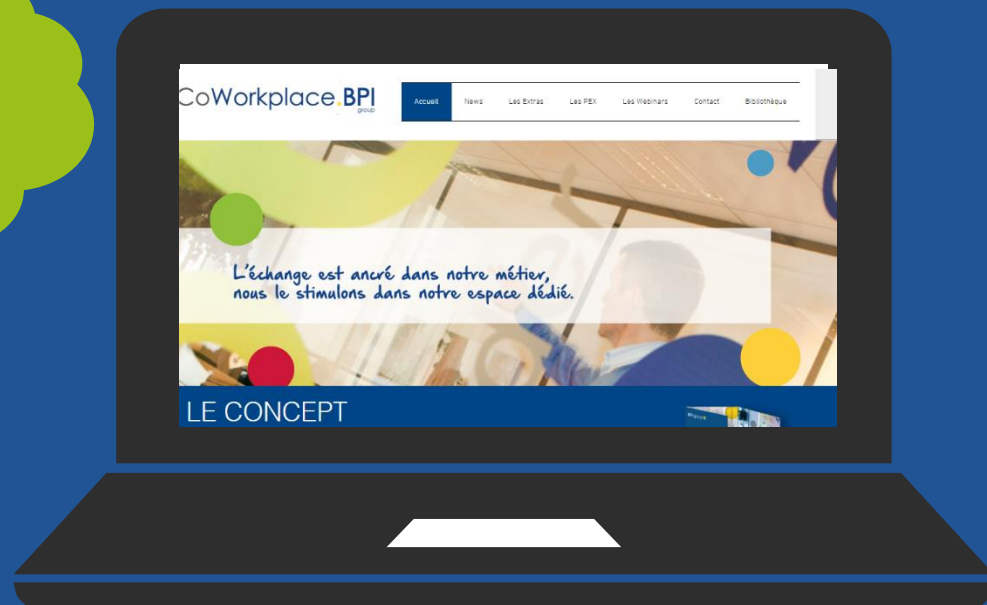 CoWorkplace.BPI
group
Accueil News Les Extras Les PEX Les Webinars Contact Bibliothèque
L'échange est ancré dans notre métier,
nous le stimulons dans notre espace dédié.
LE CONCEPT